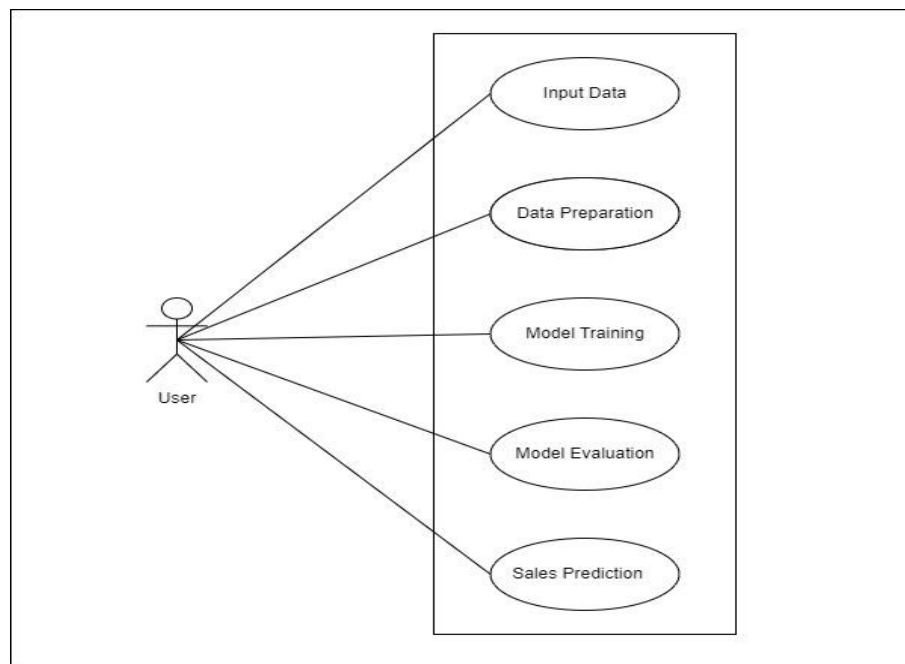 Input Data
Data Preparation
Model Training
User
Model Evaluation
Sales Prediction